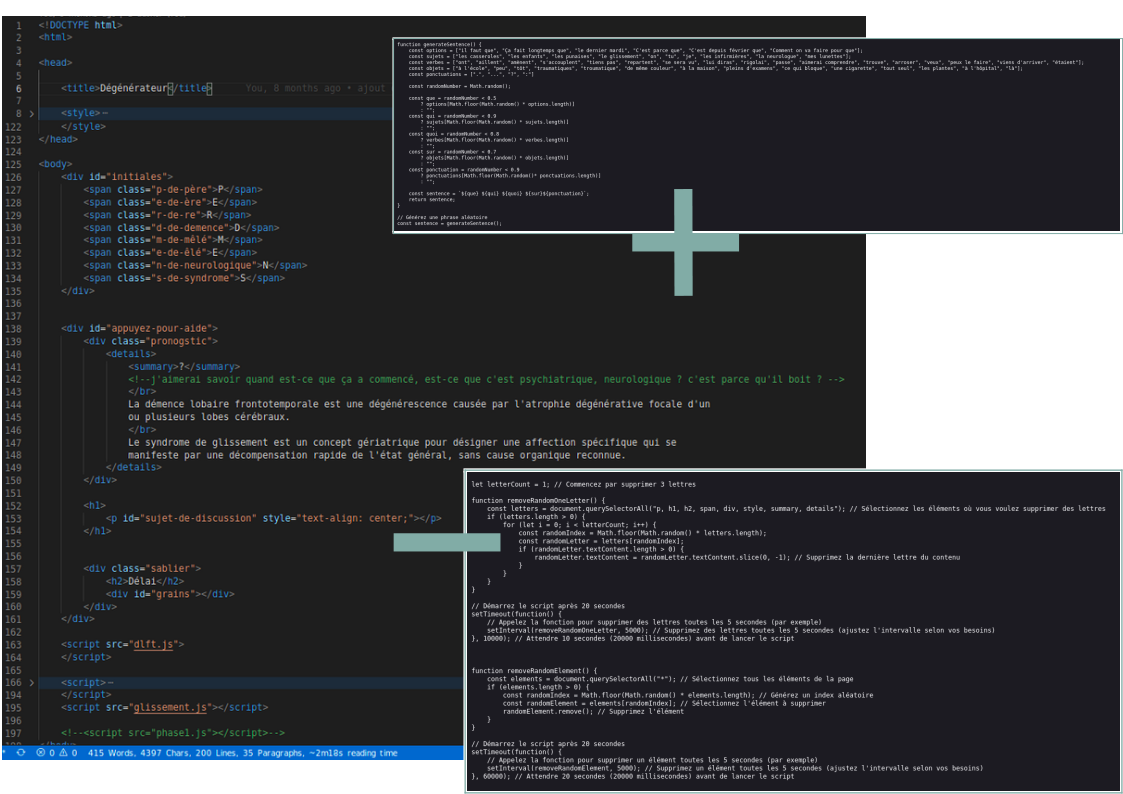 1 <!DOCTYPE html>
2 <html>
3
4 <head>
5
6 <title>Dégénérateur</title> You, 8 months ago • ajout
7
8 > <style>⋯
122 </style>
123 </head>
124
125 <body>
126 <div id="initiales">
127 <span class="p-de-père">P</span>
128 <span class="e-de-ère">E</span>
129 <span class="r-de-re">R</span>
130 <span class="d-de-demence">D</span>
131 <span class="m-de-mêlé">M</span>
132 <span class="e-de-êlé">E</span>
133 <span class="n-de-neurologique">N</span>
134 <span class="s-de-syndrome">S</span>
135 </div>
136
137
138 <div id="appuyez-pour-aide">
139 <div class="pronogstic">
140 <details>
141 <summary>?</summary>
142 <!--j'aimerai savoir quand est-ce que ça a commencé, est-ce que c'est psychiatrique, neurologique ? c'est parce qu'il boit ? -->
143 </br>
144 La démence lobaire frontotemporale est une dégénérescence causée par l'atrophie dégénérative focale d'un
145 ou plusieurs lobes cérébraux.
146 </br>
147 Le syndrome de glissement est un concept gériatrique pour désigner une affection spécifique qui se
148 manifeste par une décompensation rapide de l'état général, sans cause organique reconnue.
149 </details>
150 </div>
151
152 <h1>
153 <p id="sujet-de-discussion" style="text-align: center;"></p>
154 </h1>
155
156
157 <div class="sablier">
158 <h2>Délai</h2>
159 <div id="grains"></div>
160 </div>
161 </div>
162
163 <script src="dlft.js">
164 </script>
165
166 > <script>⋯
194 </script>
195 <script src="glissement.js"></script>
196
197 <!--<script src="phase1.js"></script>-->
0 0 415 Words, 4397 Chars, 200 Lines, 35 Paragraphs, ~2m18s reading time
function generateSentence() {
const options = ["il faut que", "Ça fait longtemps que", "le dernier mardi", "C'est parce que", "C'est depuis février que", "Comment on va faire pour que"];
const sujets = ["les casseroles", "les enfants", "les punaises", "le glissement", "on", "tu", "je", "les infirmières", "la neurologue", "mes lunettes"];
const verbes = ["ont", "aillent", "amènent", "s'accouplent", "tiens pas", "repartent", "se sera vu", "lui diras", "rigolai", "passe", "aimerai comprendre", "trouve", "arroser", "veux", "peux le faire", "viens d'arriver", "étaient"];
const objets = ["à l'école", "peu", "tôt", "traumatiques", "traumatique", "de même couleur", "à la maison", "pleins d'examens", "ce qui bloque", "une cigarette", "tout seul", "les plantes", "à l'hôpital", "là"];
const ponctuations = [".", "...", "?", ":"]
const randomNumber = Math.random();
const que = randomNumber < 0.5
? options[Math.floor(Math.random() * options.length)]
: "";
const qui = randomNumber < 0.9
? sujets[Math.floor(Math.random() * sujets.length)]
: "";
const quoi = randomNumber < 0.8
? verbes[Math.floor(Math.random() * verbes.length)]
: "";
const sur = randomNumber < 0.7
? objets[Math.floor(Math.random() * objets.length)]
: "";
const ponctuation = randomNumber < 0.9
? ponctuations[Math.floor(Math.random()* ponctuations.length)]
: "";
const sentence = `${que} ${qui} ${quoi} ${sur}${ponctuation}`;
return sentence;
}
// Générez une phrase aléatoire
const sentence = generateSentence();
let letterCount = 1; // Commencez par supprimer 3 lettres
function removeRandomOneLetter() {
const letters = document.querySelectorAll("p, h1, h2, span, div, style, summary, details"); // Sélectionnez les éléments où vous voulez supprimer des lettres
if (letters.length > 0) {
for (let i = 0; i < letterCount; i++) {
const randomIndex = Math.floor(Math.random() * letters.length);
const randomLetter = letters[randomIndex];
if (randomLetter.textContent.length > 0) {
randomLetter.textContent = randomLetter.textContent.slice(0, -1); // Supprimez la dernière lettre du contenu
}
}
}
}
// Démarrez le script après 20 secondes
setTimeout(function() {
// Appelez la fonction pour supprimer des lettres toutes les 5 secondes (par exemple)
setInterval(removeRandomOneLetter, 5000); // Supprimez des lettres toutes les 5 secondes (ajustez l'intervalle selon vos besoins)
}, 10000); // Attendre 10 secondes (20000 millisecondes) avant de lancer le script
function removeRandomElement() {
const elements = document.querySelectorAll("*"); // Sélectionnez tous les éléments de la page
if (elements.length > 0) {
const randomIndex = Math.floor(Math.random() * elements.length); // Générez un index aléatoire
const randomElement = elements[randomIndex]; // Sélectionnez l'élément à supprimer
randomElement.remove(); // Supprimez l'élément
}
}
// Démarrez le script après 20 secondes
setTimeout(function() {
// Appelez la fonction pour supprimer un élément toutes les 5 secondes (par exemple)
setInterval(removeRandomElement, 5000); // Supprimez un élément toutes les 5 secondes (ajustez l'intervalle selon vos besoins)
}, 60000); // Attendre 20 secondes (20000 millisecondes) avant de lancer le script